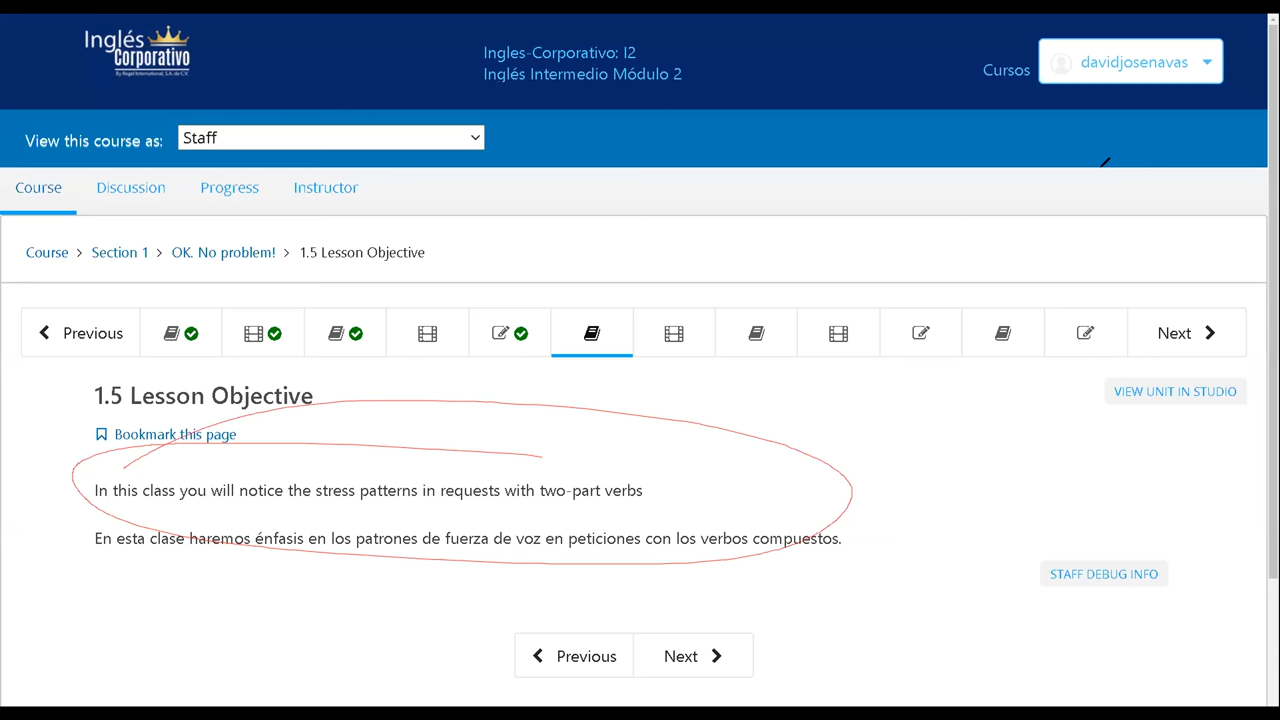 Inglés
Corporativo
By Regal International, S.A. de C.V.
Ingles-Corporativo: I2
Inglés Intermedio Módulo 2
Cursos
davidjosenavas
View this course as:
Staff
Course
Discussion
Progress
Instructor
Course > Section 1 > OK. No problem! > 1.5 Lesson Objective
Previous
Next
1.5 Lesson Objective
VIEW UNIT IN STUDIO
Bookmark this page
In this class you will notice the stress patterns in requests with two-part verbs
En esta clase haremos énfasis en los patrones de fuerza de voz en peticiones con los verbos compuestos.
STAFF DEBUG INFO
Previous
Next